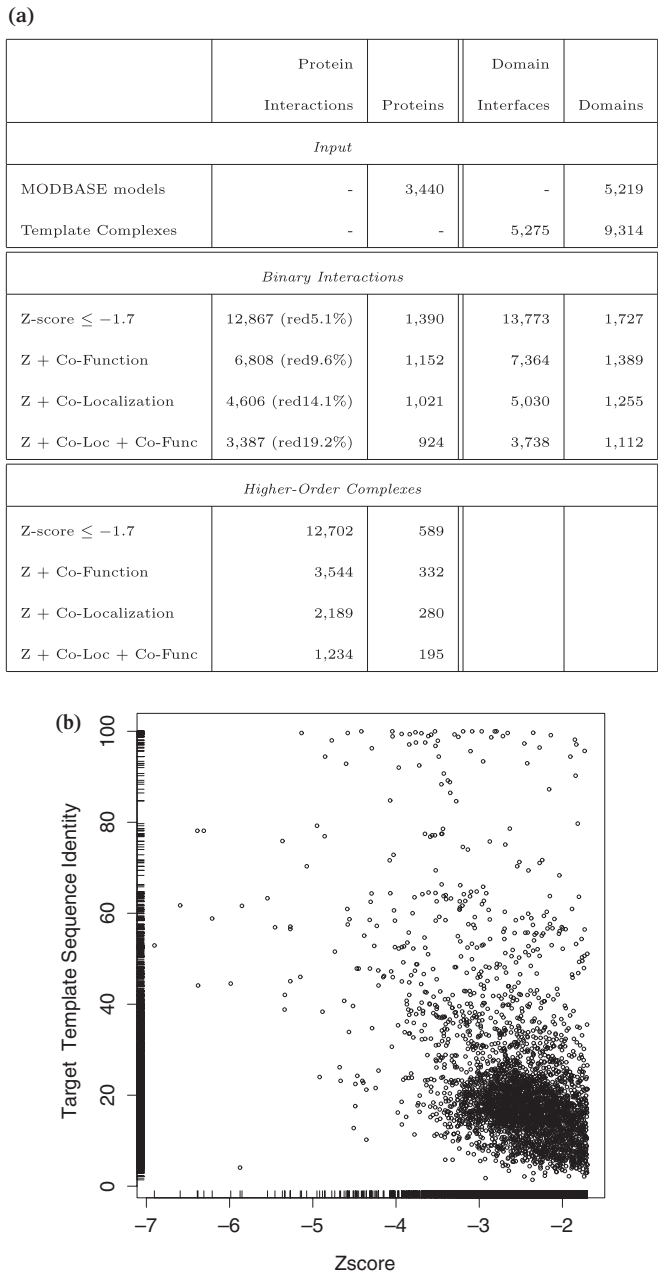 (a)
Protein Interactions Proteins Domain Interfaces Domains
Input
MODBASE models - 3,440 - 5,219
Template Complexes - - 5,275 9,314
Binary Interactions
Z-score ≤ −1.7 12,867 (red5.1%) 1,390 13,773 1,727
Z + Co-Function 6,808 (red9.6%) 1,152 7,364 1,389
Z + Co-Localization 4,606 (red14.1%) 1,021 5,030 1,255
Z + Co-Loc + Co-Func 3,387 (red19.2%) 924 3,738 1,112
Higher-Order Complexes
Z-score ≤ −1.7 12,702 589
Z + Co-Function 3,544 332
Z + Co-Localization 2,189 280
Z + Co-Loc + Co-Func 1,234 195
(b)
Target Template Sequence Identity
100
80
60
40
20
0
−7 −6 −5 −4 −3 −2
Zscore